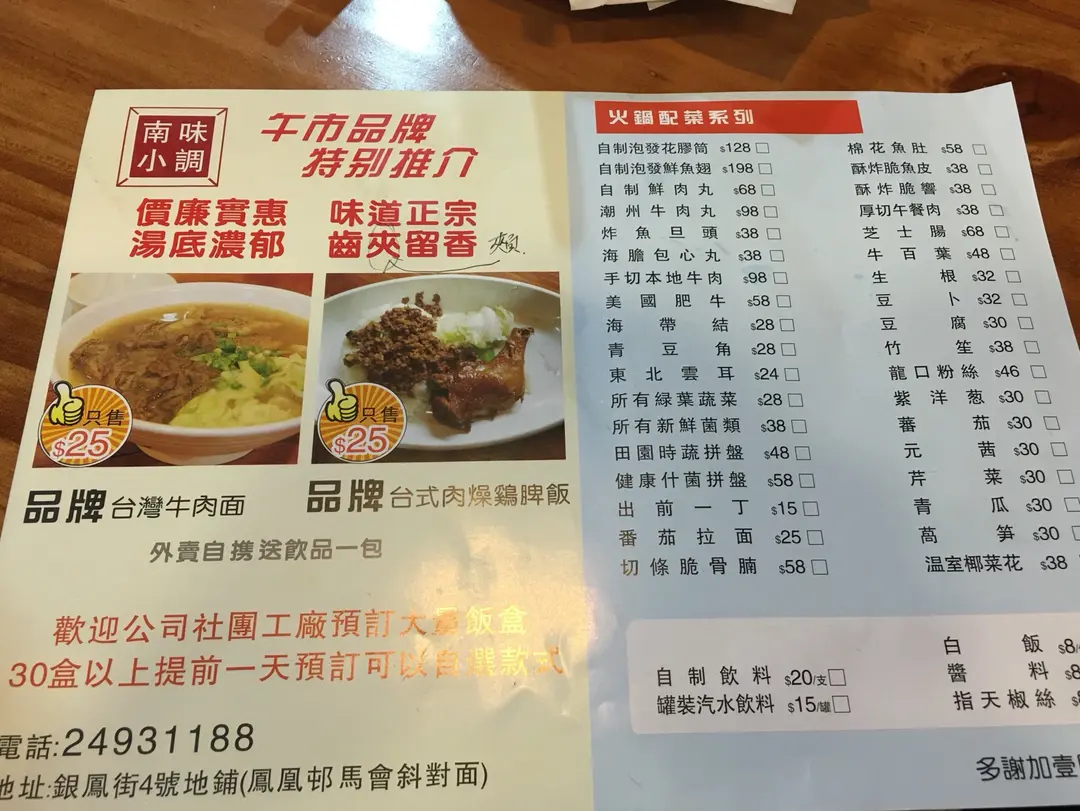 南味
小調
午市品牌
特别推介
價廉實惠 味道正宗
湯底濃郁 齒夾留香
頰
只售
$25
只售
$25
品牌 台灣牛肉面
品牌 台式肉燥鷄脾飯
外賣自携送飲品一包
歡迎公司社團工廠預訂大量飯盒
30盒以上提前一天預訂可以自選款式
電話:24931188
地址:銀鳳街4號地鋪(鳳凰邨馬會斜對面)
火鍋配菜系列
自制泡發花膠筒 $128 □
自制泡發鮮魚翅 $198 □
自制鮮肉丸 $68 □
潮州牛肉丸 $98 □
炸魚旦頭 $38 □
海膽包心丸 $38 □
手切本地牛肉 $98 □
美國肥牛 $58 □
海帶結 $28 □
青豆角 $28 □
東北雲耳 $24 □
所有緑葉蔬菜 $28 □
所有新鮮菌類 $38 □
田園時蔬拼盤 $48 □
健康什菌拼盤 $58 □
出前一丁 $15 □
番茄拉面 $25 □
切條脆骨腩 $58 □
棉花魚肚 $58 □
酥炸脆魚皮 $38 □
酥炸脆響 $38 □
厚切午餐肉 $38 □
芝士腸 $68 □
牛百葉 $48 □
生根 $32 □
豆卜 $32 □
豆腐 $30 □
竹笙 $38 □
龍口粉絲 $46 □
紫洋葱 $30 □
蕃茄 $30 □
元茜 $30 □
芹菜 $30 □
青瓜 $30 □
萵笋 $30 □
温室椰菜花 $38
自制飲料 $20/支 □
罐裝汽水飲料 $15/罐 □
白飯 $8/
醬料 $8
指天椒絲
多謝加壹